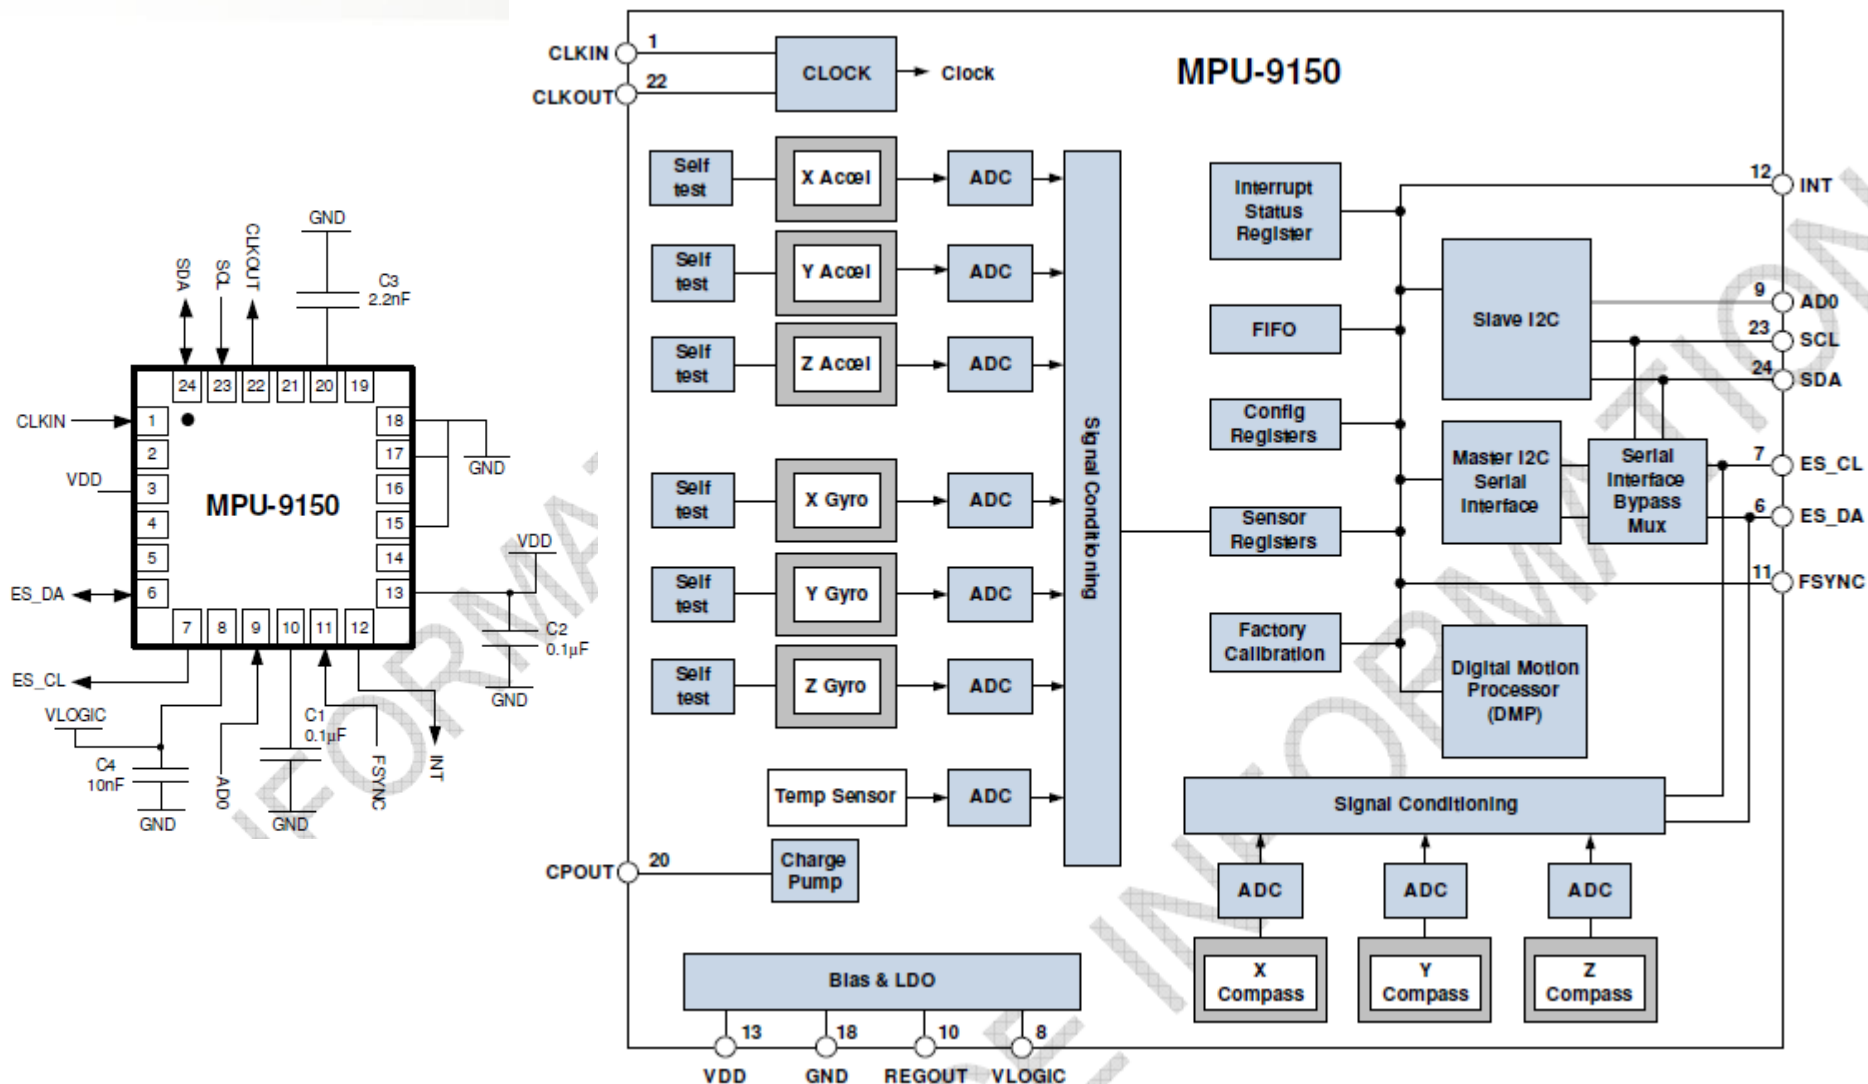 GND
SDA
SCL
CLKOUT
C3
2.2nF
24 23 22 21 20 19
CLKIN
1
2
VDD
3
4
5
ES_DA
6
MPU-9150
18
17
GND
16
15
14
VDD
13
C2
0.1µF
GND
7 8 9 10 11 12
ES_CL
VLOGIC
C4
10nF
GND
AD0
C1
0.1µF
GND
FSYNC
INT
MPU-9150
CLKIN
1
CLKOUT
22
CLOCK
Clock
Self
test
X Accel
ADC
Self
test
Y Accel
ADC
Self
test
Z Accel
ADC
Self
test
X Gyro
ADC
Self
test
Y Gyro
ADC
Self
test
Z Gyro
ADC
Temp Sensor
ADC
CPOUT
20
Charge
Pump
Signal Conditioning
Interrupt
Status
Register
FIFO
Config
Registers
Sensor
Registers
Factory
Calibration
Slave I2C
Master I2C
Serial
Interface
Serial
Interface
Bypass
Mux
Digital Motion
Processor
(DMP)
12
INT
9
AD0
23
SCL
24
SDA
7
ES_CL
6
ES_DA
11
FSYNC
Signal Conditioning
ADC
ADC
ADC
X
Compass
Y
Compass
Z
Compass
Bias & LDO
13
18
10
8
VDD
GND
REGOUT
VLOGIC